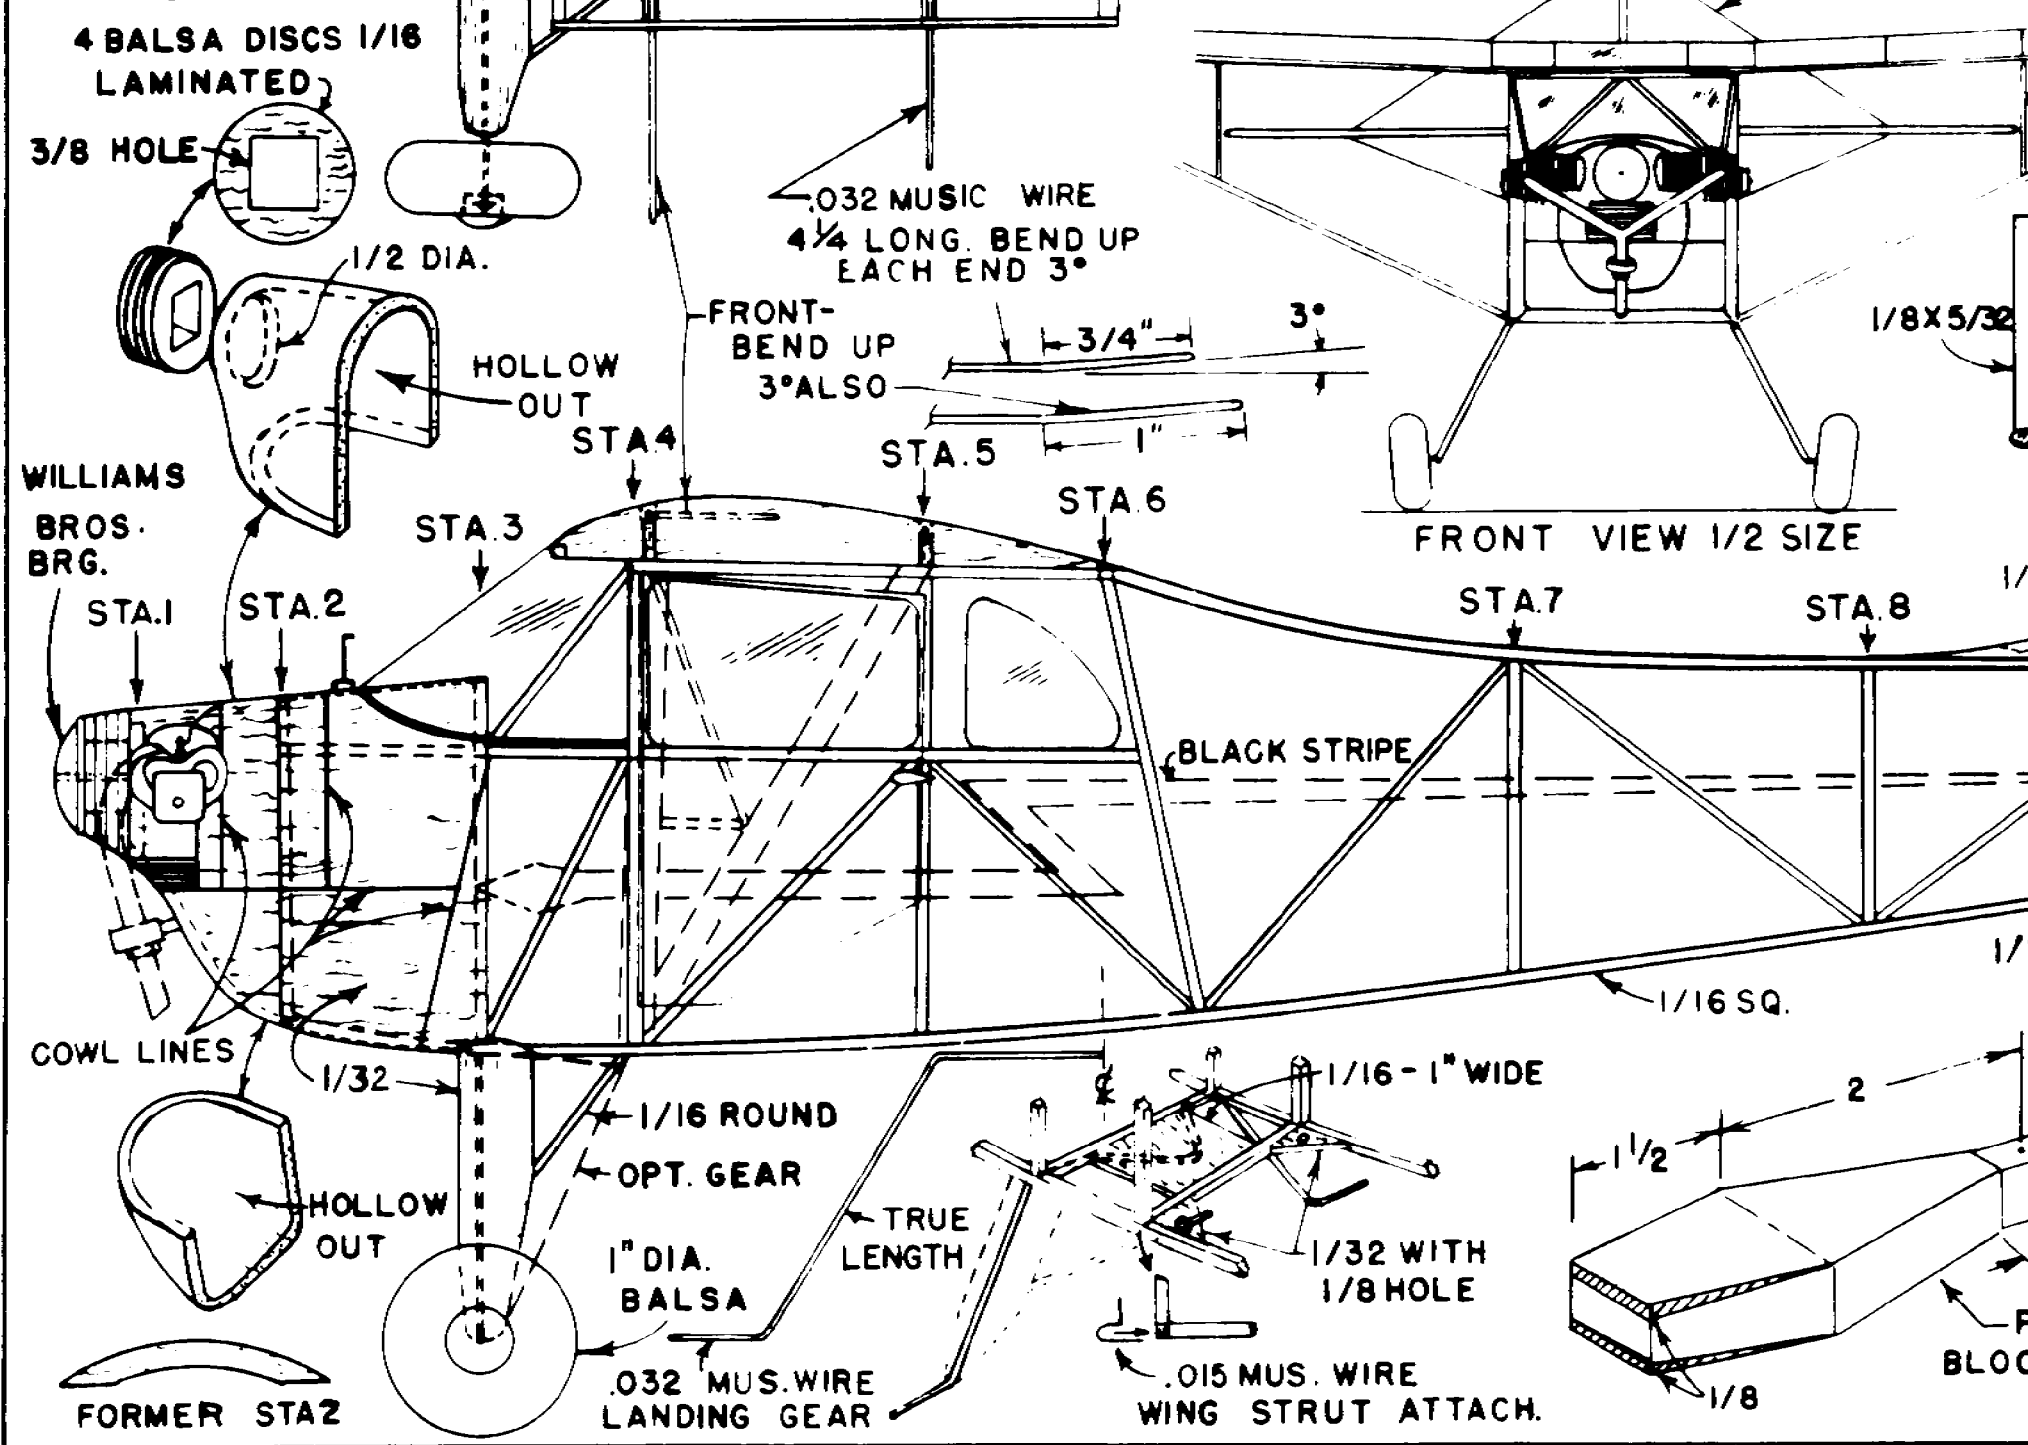 4 BALSA DISCS 1/16
LAMINATED
3/8 HOLE
1/2 DIA.
HOLLOW
OUT
.032 MUSIC WIRE
4 1/4 LONG. BEND UP
EACH END 3°
FRONT-
BEND UP
3° ALSO
3/4"
3°
1"
1/8X5/32
FRONT VIEW 1/2 SIZE
WILLIAMS
BROS.
BRG.
STA.1
STA.2
STA.3
STA.4
STA.5
STA.6
STA.7
STA.8
1/
BLACK STRIPE
1/
1/16 SQ.
COWL LINES
1/32
HOLLOW
OUT
FORMER STA2
1/16 ROUND
OPT. GEAR
1" DIA.
BALSA
TRUE
LENGTH
.032 MUS.WIRE
LANDING GEAR
℄
1/16-1" WIDE
1/32 WITH
1/8 HOLE
.015 MUS. WIRE
WING STRUT ATTACH.
2
1 1/2
1/8
BLOC